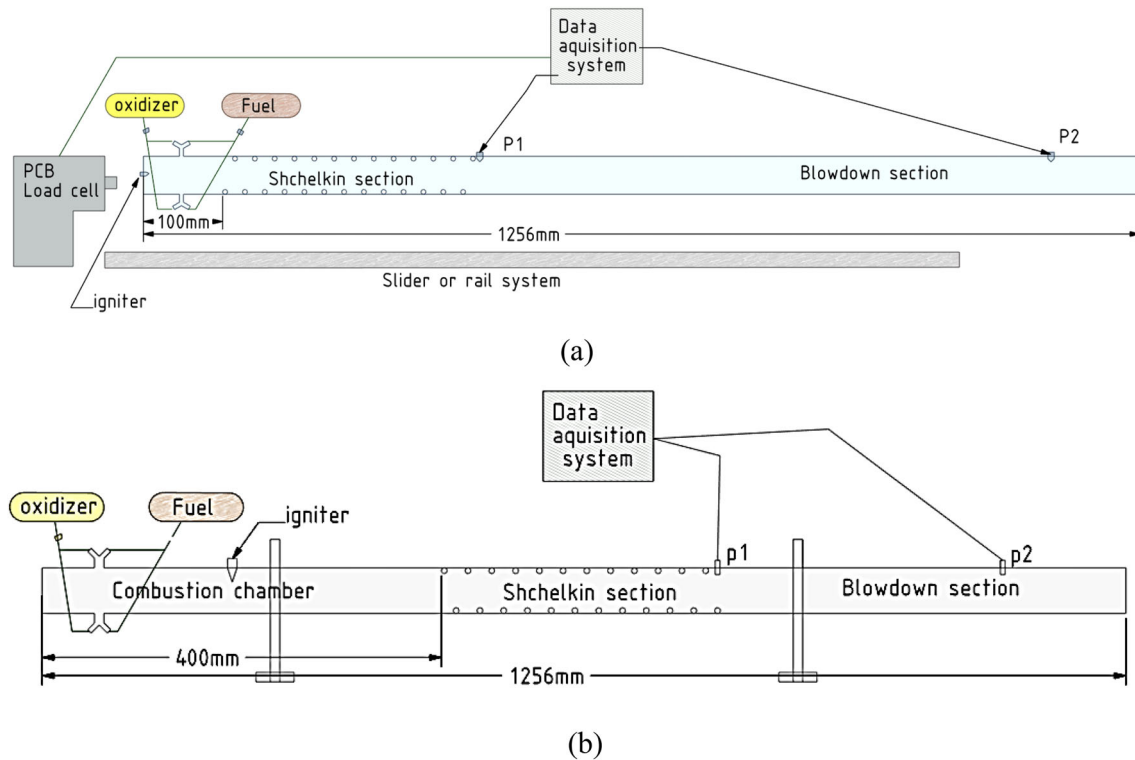 Data
aquisition
system
oxidizer
Fuel
P1
P2
PCB
Load cell
Shchelkin section
Blowdown section
100mm
1256mm
Slider or rail system
igniter
(a)
Data
aquisition
system
oxidizer
Fuel
igniter
p1
p2
Combustion chamber
Shchelkin section
Blowdown section
400mm
1256mm
(b)